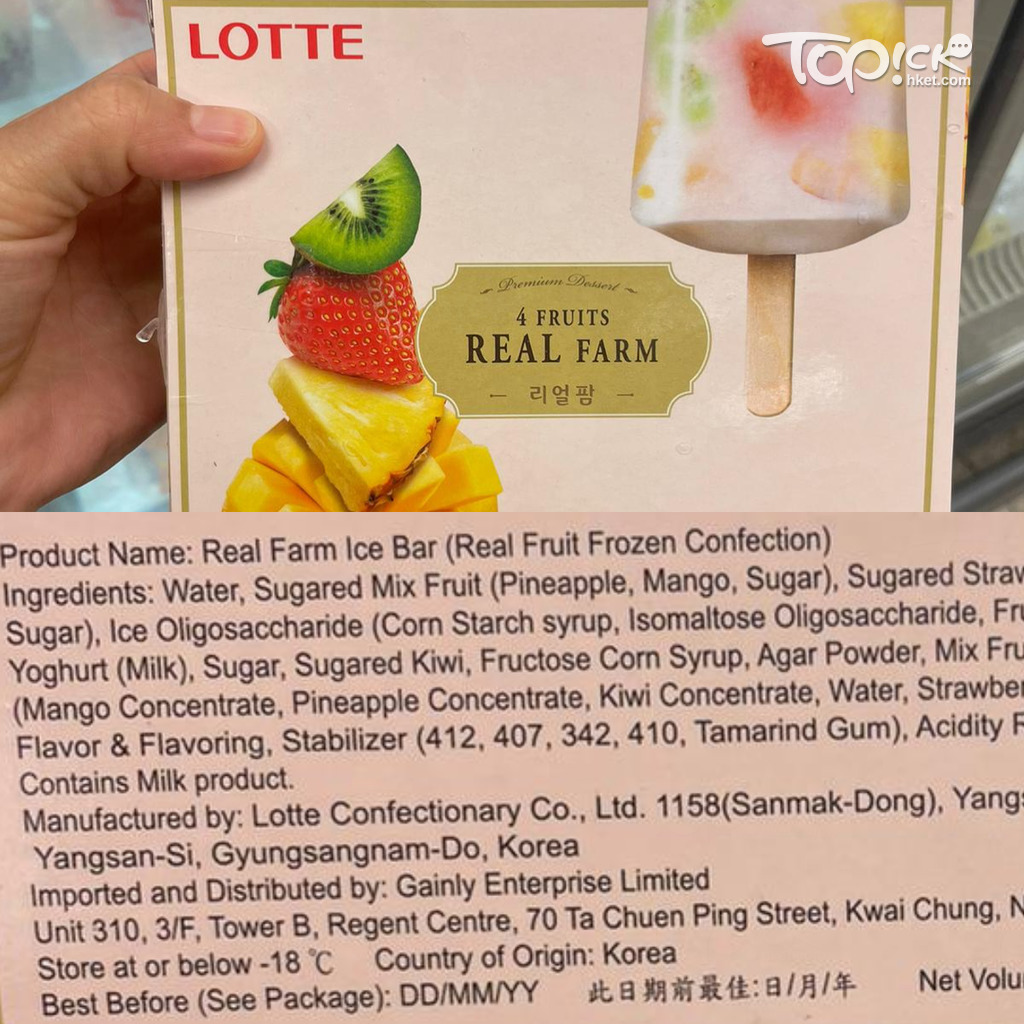 LOTTE
TOPick
hket.com
Premium Dessert
4 FRUITS
REAL FARM
리얼팜
Product Name: Real Farm Ice Bar (Real Fruit Frozen Confection)
Ingredients: Water, Sugared Mix Fruit (Pineapple, Mango, Sugar), Sugared
Sugar), Ice Oligosaccharide (Corn Starch syrup, Isomaltose Oligosaccharide,
Yoghurt (Milk), Sugar, Sugared Kiwi, Fructose Corn Syrup, Agar Powder, Mix
(Mango Concentrate, Pineapple Concentrate, Kiwi Concentrate, Water,
Flavor & Flavoring, Stabilizer (412, 407, 342, 410, Tamarind Gum), Acidity
Contains Milk product.
Manufactured by: Lotte Confectionary Co., Ltd. 1158(Sanmak-Dong),
Yangsan-Si, Gyungsangnam-Do, Korea
Imported and Distributed by: Gainly Enterprise Limited
Unit 310, 3/F, Tower B, Regent Centre, 70 Ta Chuen Ping Street, Kwai Chung,
Store at or below -18 ℃ Country of Origin: Korea
Best Before (See Package): DD/MM/YY 此日期前最佳:日/月/年 Net